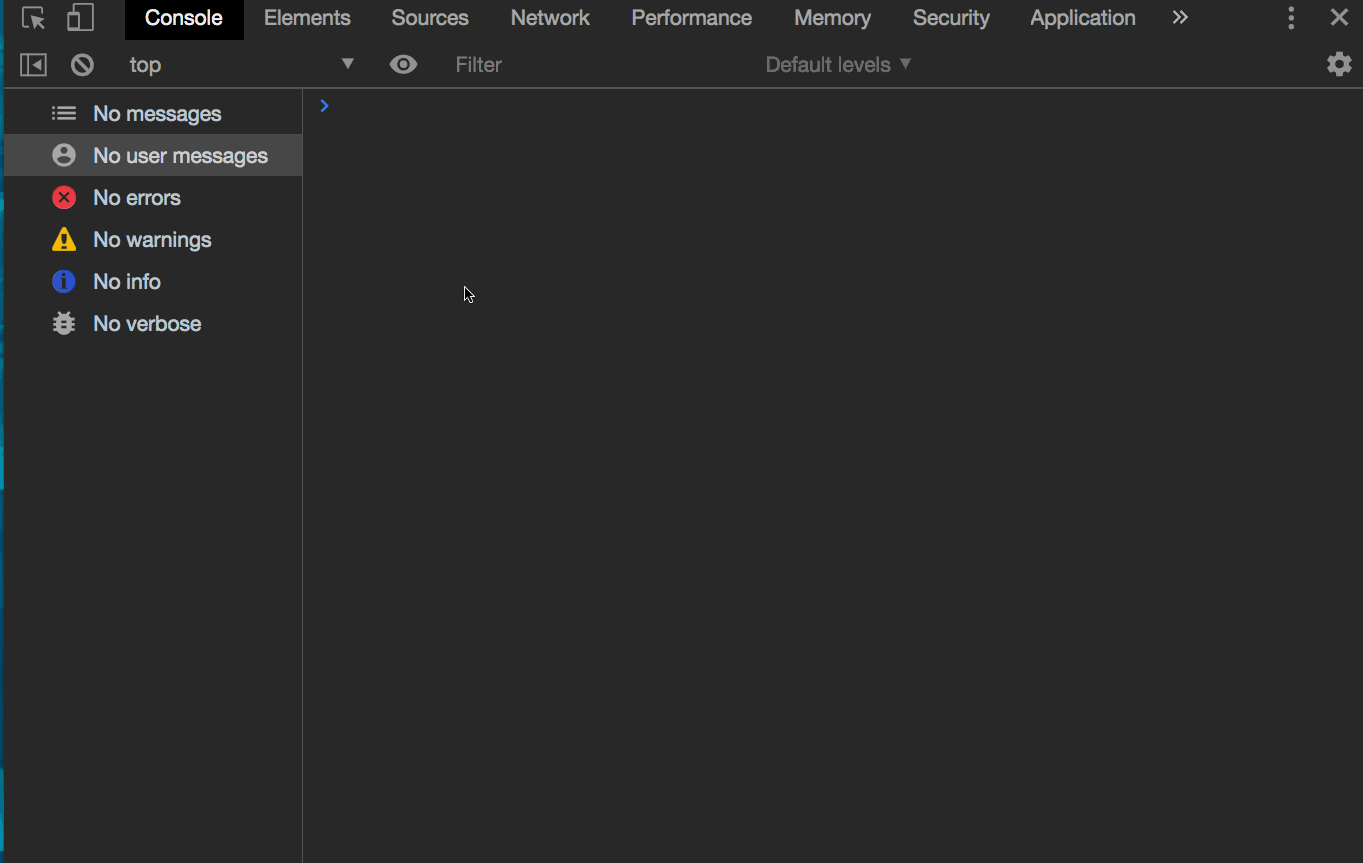 Console Elements Sources Network Performance Memory Security Application
top Filter Default levels
No messages
No user messages
No errors
No warnings
No info
No verbose